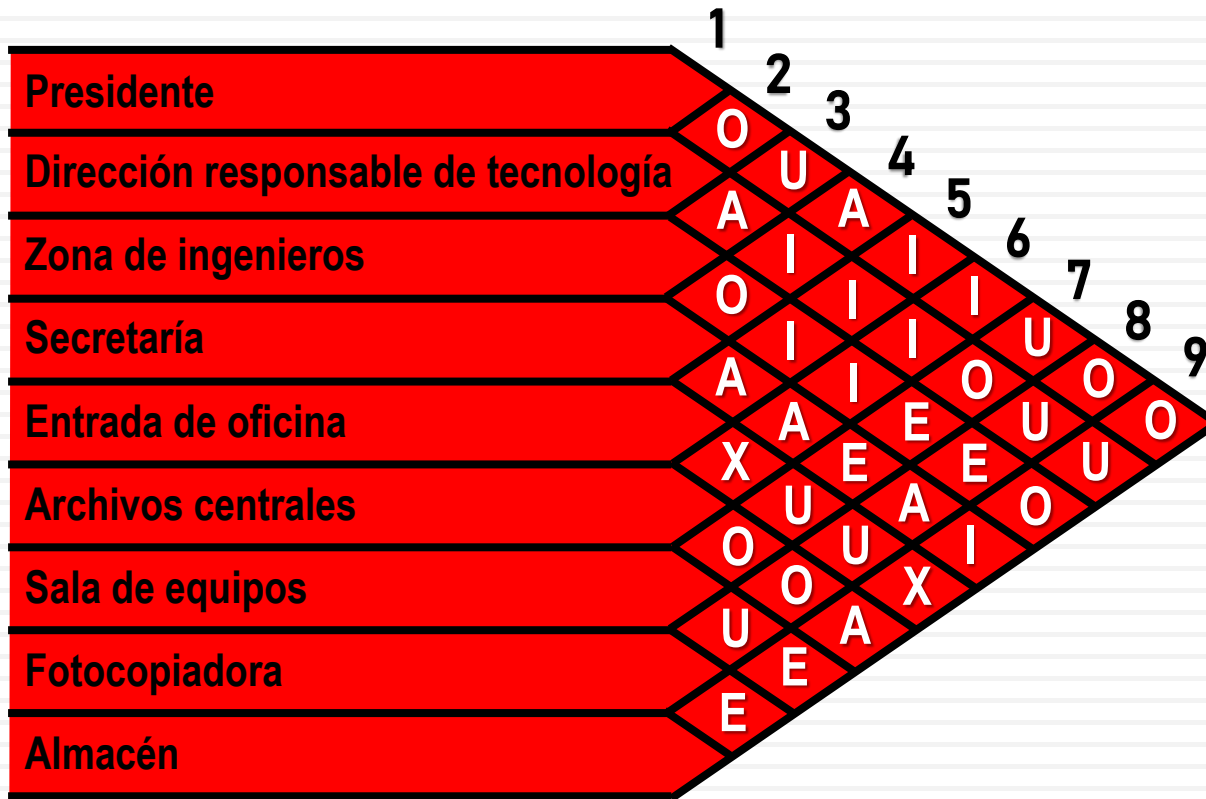 1
2
Presidente
3
O
4
Dirección responsable de tecnología
U
5
A A
6
Zona de ingenieros
I I
7
O I I
8
Secretaría
I I U
9
A I O O
Entrada de oficina
A E U O
X E E U
Archivos centrales
U A O
O U I
Sala de equipos
O X
U A
Fotocopiadora
E
E
Almacén